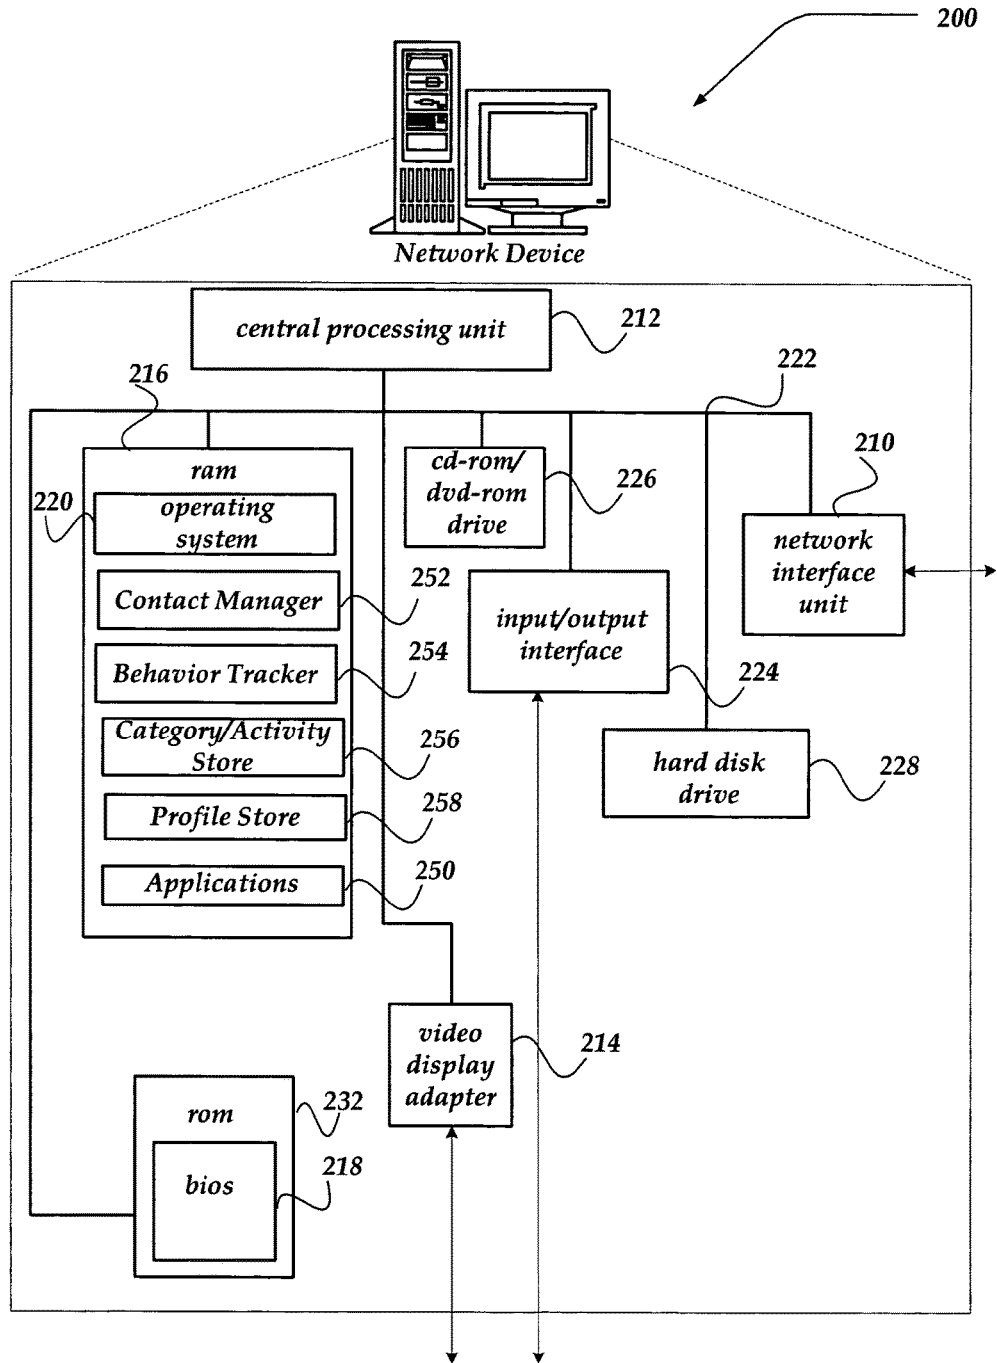 200
Network Device
central processing unit
212
216
222
ram
cd-rom/
dvd-rom
drive
226
210
220
operating
system
network
interface
unit
Contact Manager
252
input/output
interface
224
Behavior Tracker
254
Category/Activity
Store
256
hard disk
drive
228
Profile Store
258
Applications
250
video
display
adapter
214
rom
232
bios
218